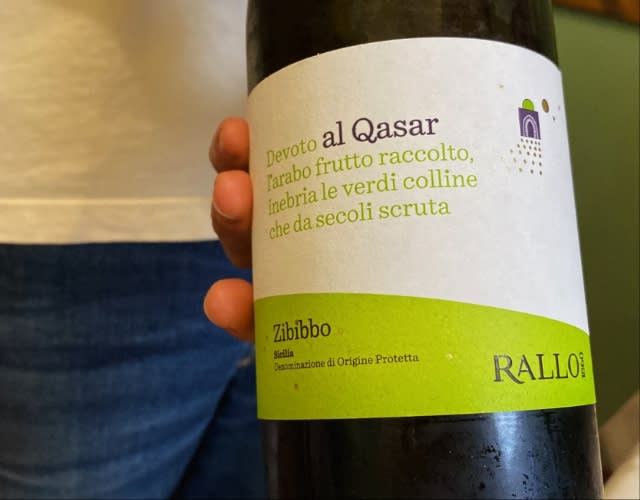 Devoto al Qasar
l'arabo frutto raccolto,
inebria le verdi colline
che da secoli scruta
Zibibbo
Sicilia
Denominazione di Origine Protetta
RALLO
1860